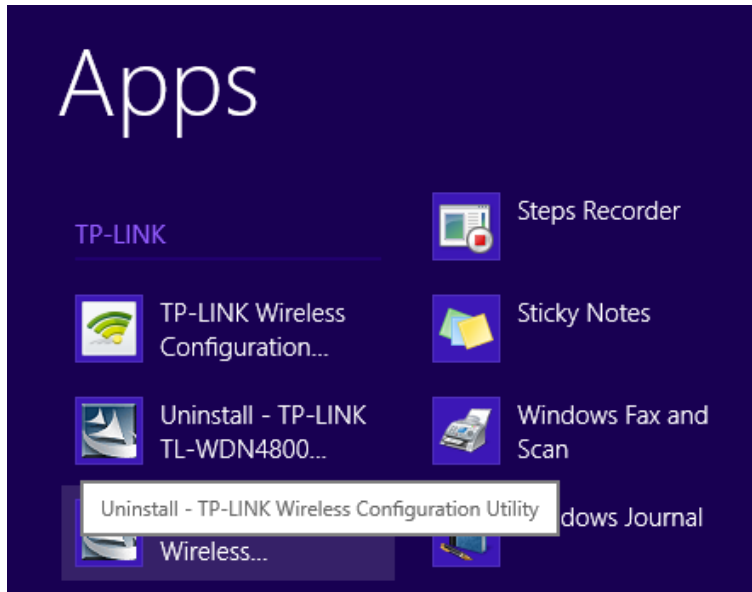 Apps
TP-LINK
TP-LINK Wireless
Configuration...
Uninstall - TP-LINK
TL-WDN4800...
Uninstall - TP-LINK Wireless Configuration Utility
Wireless...
Steps Recorder
Sticky Notes
Windows Fax and
Scan
dows Journal